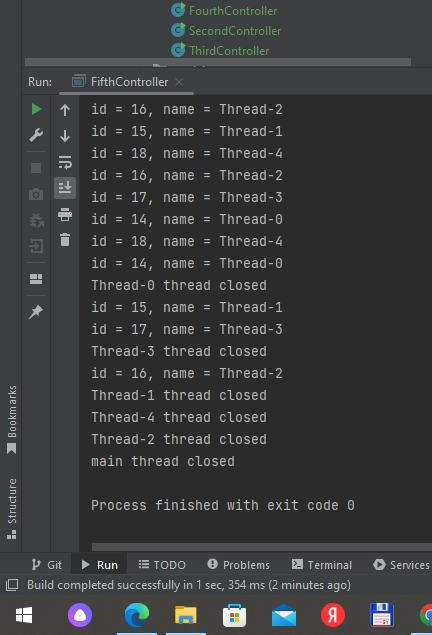 FourthController
SecondController
ThirdController
Run: FifthController
id = 16, name = Thread-2
id = 15, name = Thread-1
id = 18, name = Thread-4
id = 16, name = Thread-2
id = 17, name = Thread-3
id = 14, name = Thread-0
id = 18, name = Thread-4
id = 14, name = Thread-0
Thread-0 thread closed
id = 15, name = Thread-1
id = 17, name = Thread-3
Thread-3 thread closed
id = 16, name = Thread-2
Thread-1 thread closed
Thread-4 thread closed
Thread-2 thread closed
main thread closed
Process finished with exit code 0
Bookmarks
Structure
Git Run TODO Problems Terminal Services
Build completed successfully in 1 sec, 354 ms (2 minutes ago)
Я